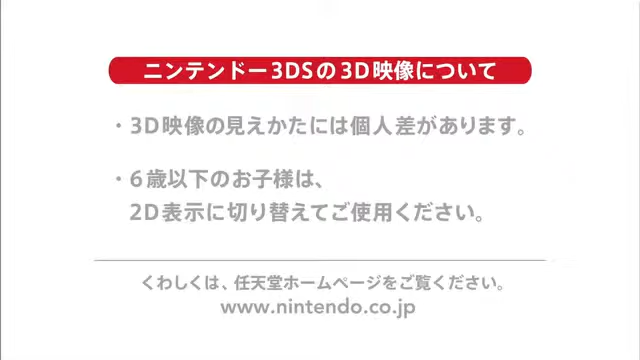 ニンテンドー3DSの3D映像について
・3D映像の見えかたには個人差があります。
・6歳以下のお子様は、
2D表示に切り替えてご使用ください。
くわしくは、任天堂ホームページをご覧ください。
www.nintendo.co.jp